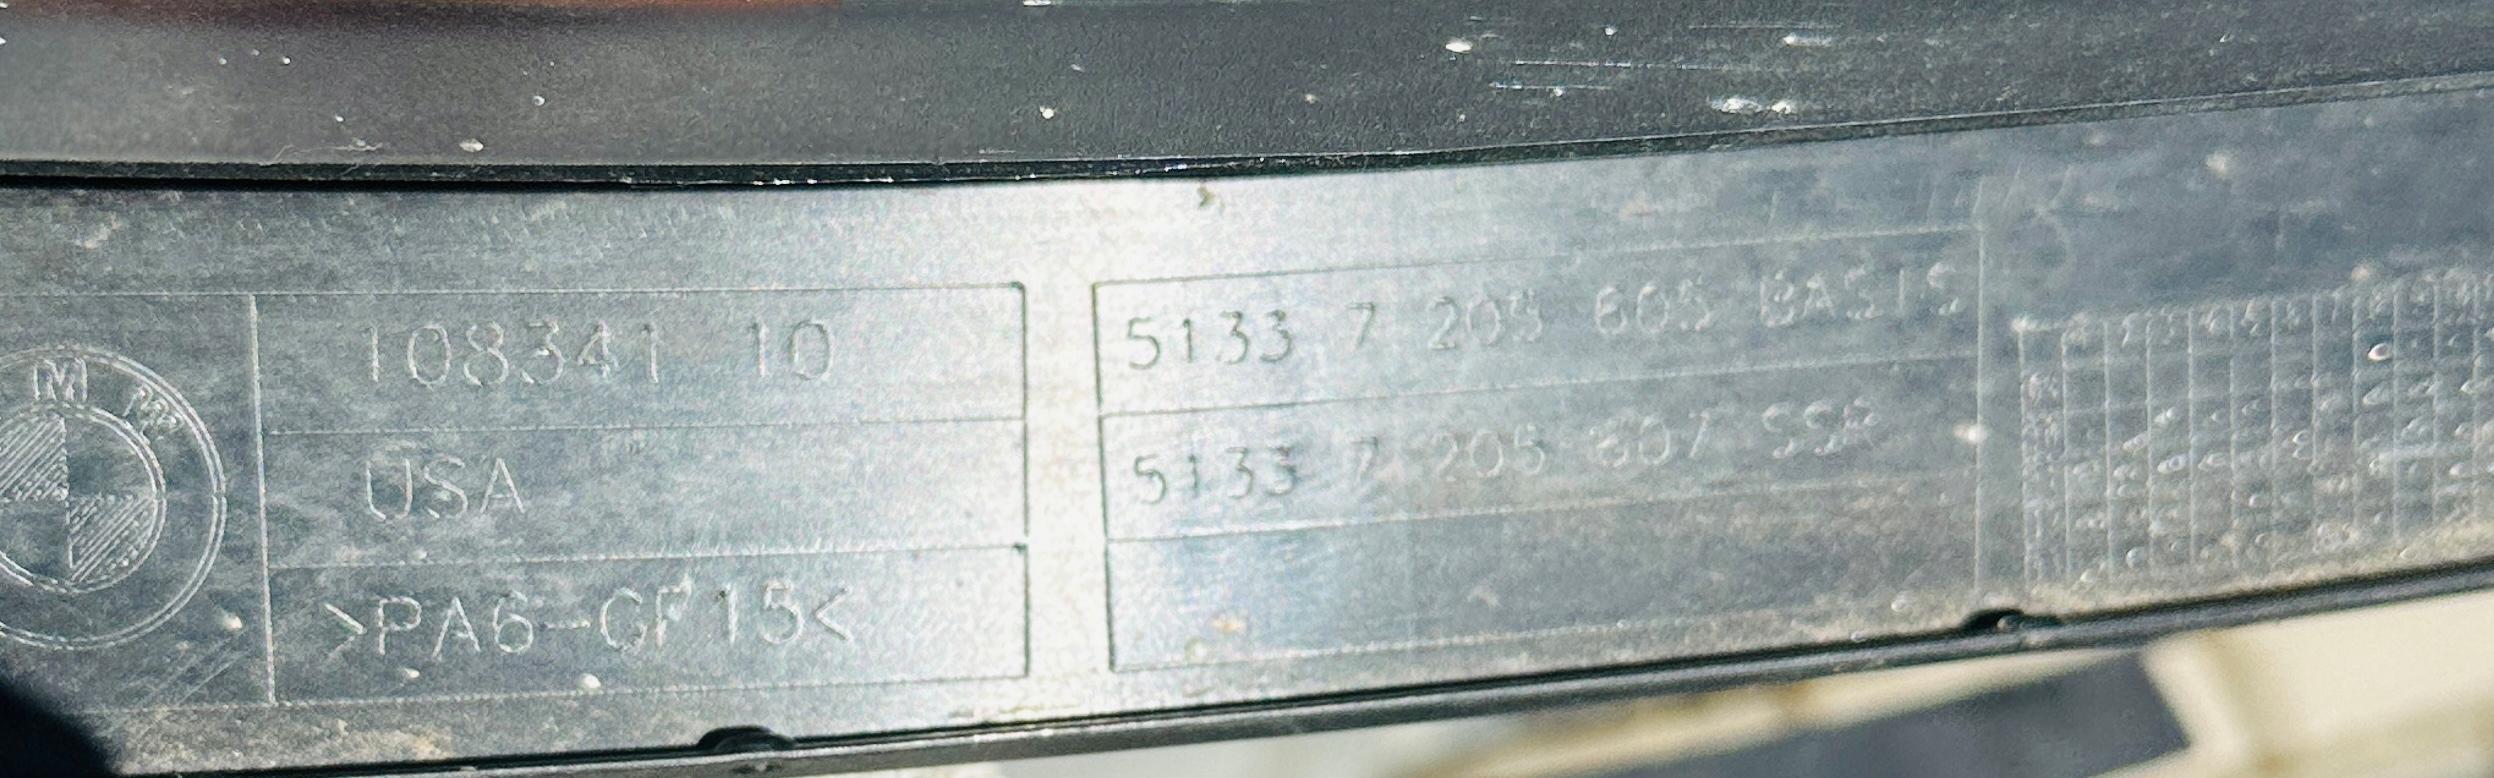 108341 10
USA
>PA6-GF15<
5133 7 205 605 BASIS
5133 7 205 607 SSR